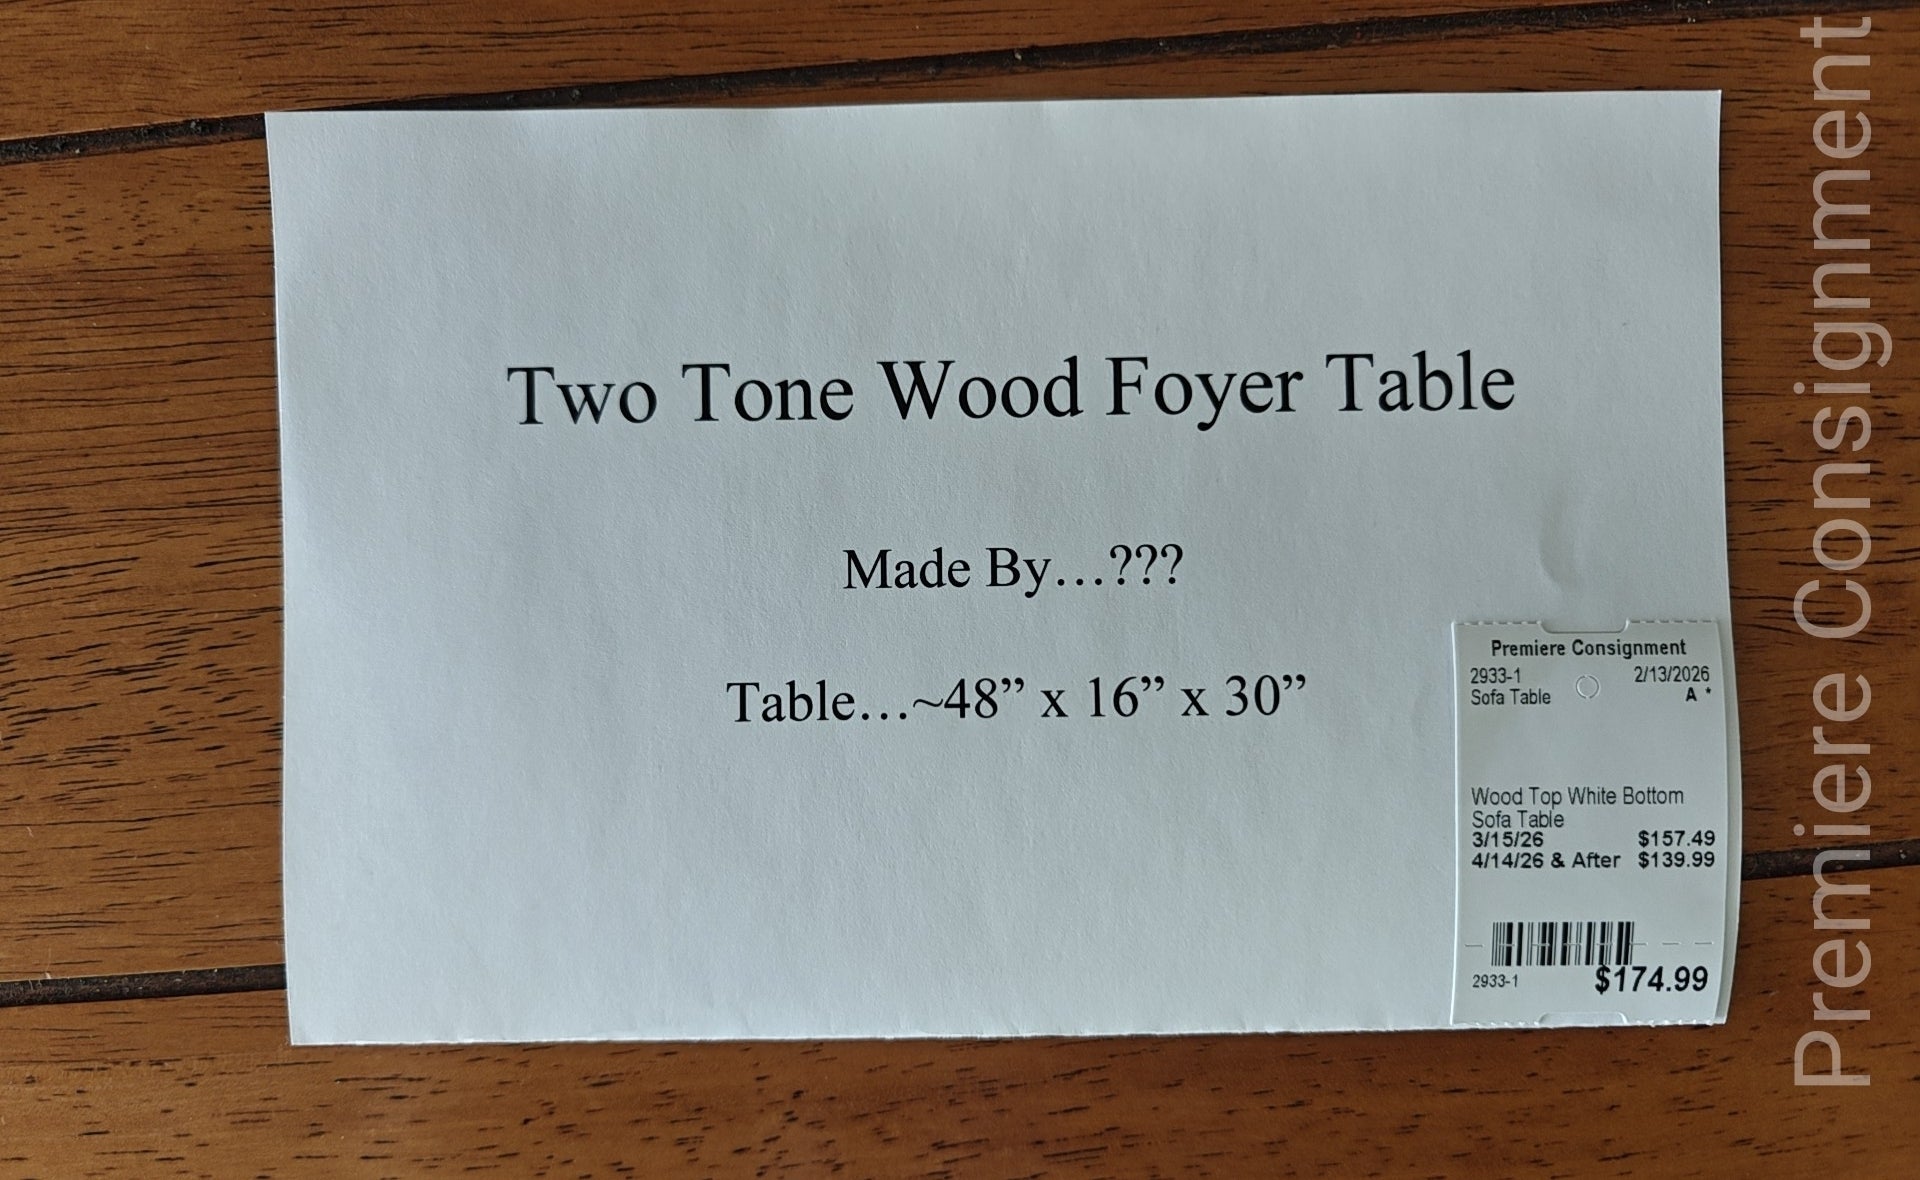 Two Tone Wood Foyer Table
Made By…???
Table…~48” x 16” x 30”
Premiere Consignment
2933-1 2/13/2026
Sofa Table A *
Wood Top White Bottom
Sofa Table
3/15/26 $157.49
4/14/26 & After $139.99
2933-1 $174.99
Premiere Consignment